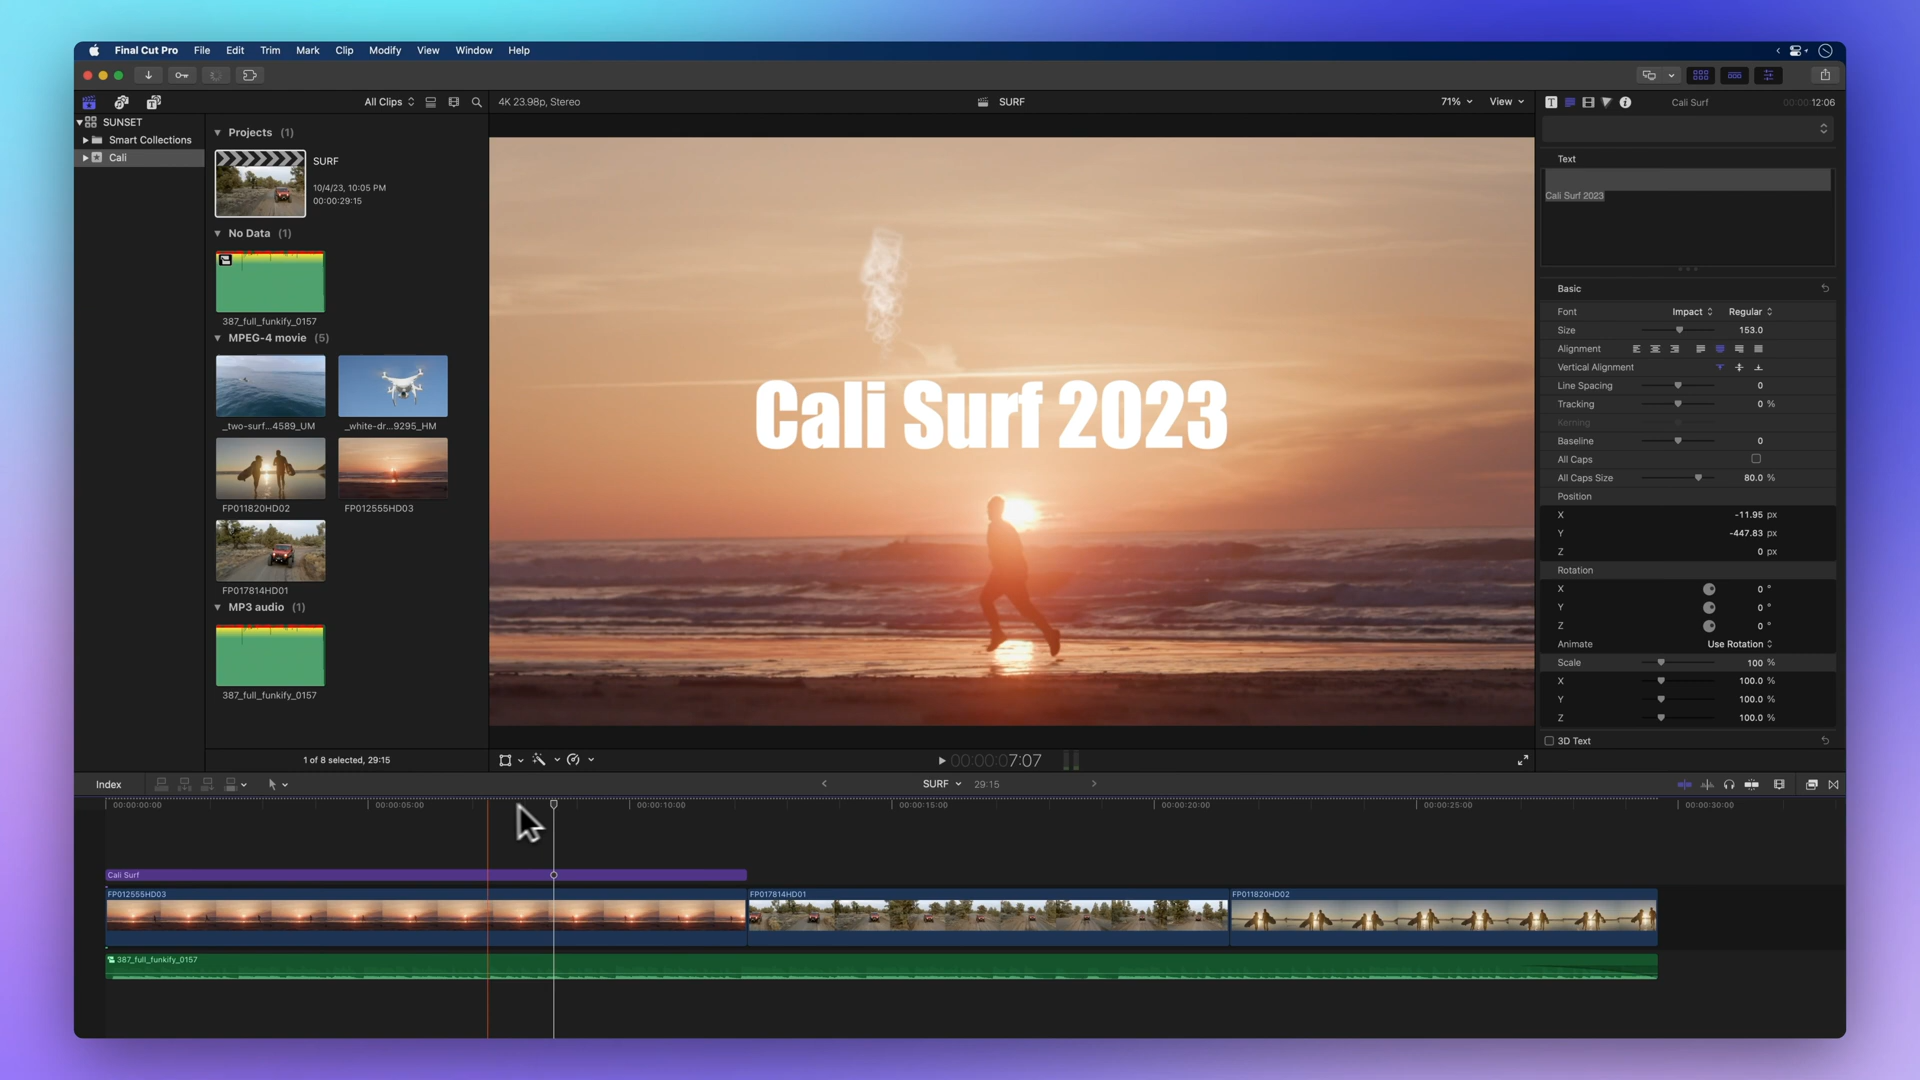 Final Cut Pro File Edit Trim Mark Clip Modify View Window Help
All Clips
4K 23.98p, Stereo
SURF
71%
View
Cali Surf
00:00:12:06
SUNSET
Smart Collections
Cali
Projects (1)
SURF
10/4/23, 10:05 PM
00:00:29:15
No Data (1)
387_full_funkify_0157
MPEG-4 movie (5)
_two-surf...4589_UM
_white-dr...9295_HM
FP011820HD02
FP012555HD03
FP017814HD01
MP3 audio (1)
387_full_funkify_0157
1 of 8 selected, 29:15
Cali Surf 2023
00:00:07:07
Text
Cali Surf 2023
Basic
Font Impact Regular
Size 153.0
Alignment
Vertical Alignment
Line Spacing 0
Tracking 0 %
Kerning
Baseline 0
All Caps
All Caps Size 80.0 %
Position
X -11.95 px
Y -447.83 px
Z 0 px
Rotation
X 0 °
Y 0 °
Z 0 °
Animate Use Rotation
Scale 100 %
X 100.0 %
Y 100.0 %
Z 100.0 %
3D Text
Index
SURF 29:15
00:00:00:00 00:00:05:00 00:00:10:00 00:00:15:00 00:00:20:00 00:00:25:00 00:00:30:00
Cali Surf
FP012555HD03 FP017814HD01 FP011820HD02
387_full_funkify_0157